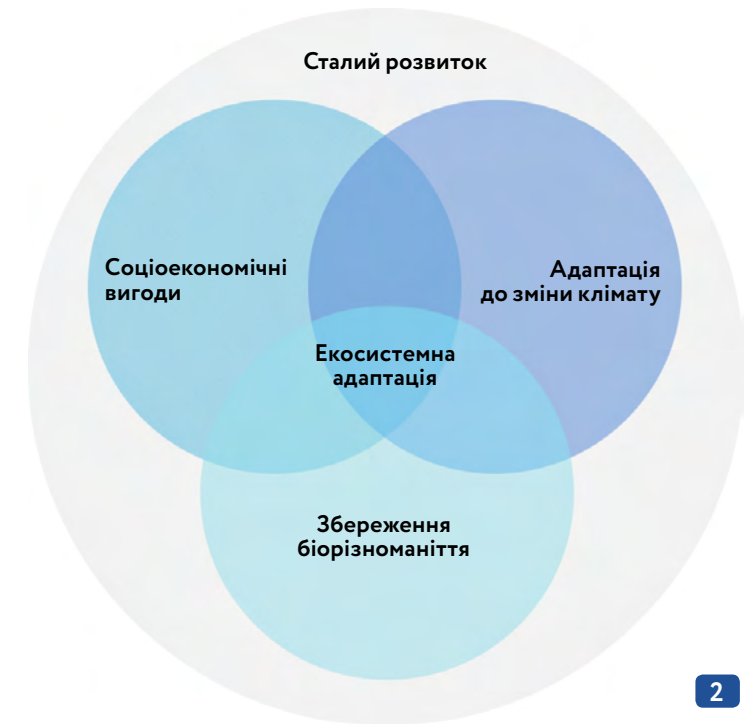 Сталий розвиток
Соціоекономічні
вигоди
Адаптація
до зміни клімату
Екосистемна
адаптація
Збереження
біорізноманіття
2